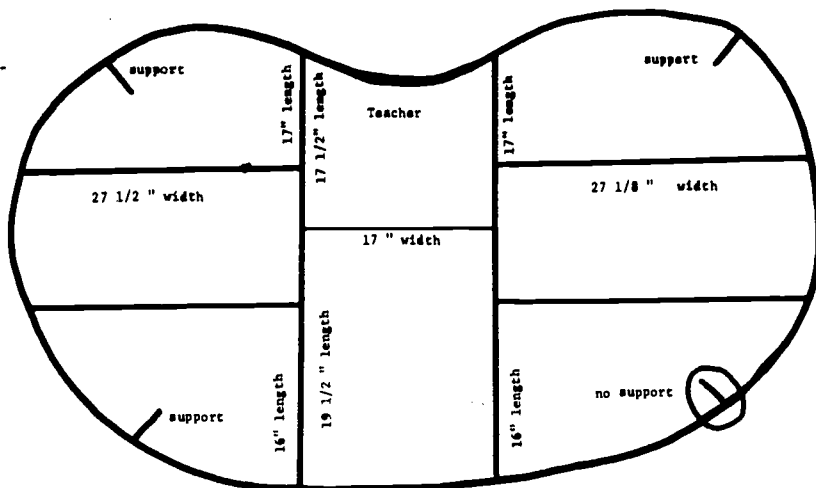 support
support
17" length
17 1/2" length
Teacher
17" length
27 1/2 " width
27 1/8 " width
17 " width
16" length
19 1/2 " length
16" length
support
no support